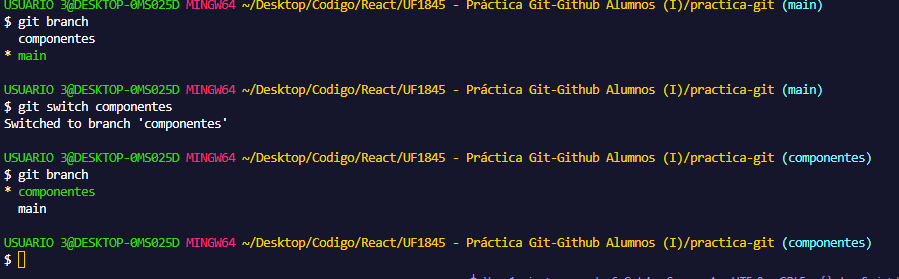 USUARIO 3@DESKTOP-0MS025D MINGW64 ~/Desktop/Codigo/React/UF1845 - Práctica Git-Github Alumnos (I)/practica-git (main)
$ git branch
  componentes
* main
USUARIO 3@DESKTOP-0MS025D MINGW64 ~/Desktop/Codigo/React/UF1845 - Práctica Git-Github Alumnos (I)/practica-git (main)
$ git switch componentes
Switched to branch 'componentes'
USUARIO 3@DESKTOP-0MS025D MINGW64 ~/Desktop/Codigo/React/UF1845 - Práctica Git-Github Alumnos (I)/practica-git (componentes)
$ git branch
* componentes
  main
USUARIO 3@DESKTOP-0MS025D MINGW64 ~/Desktop/Codigo/React/UF1845 - Práctica Git-Github Alumnos (I)/practica-git (componentes)
$